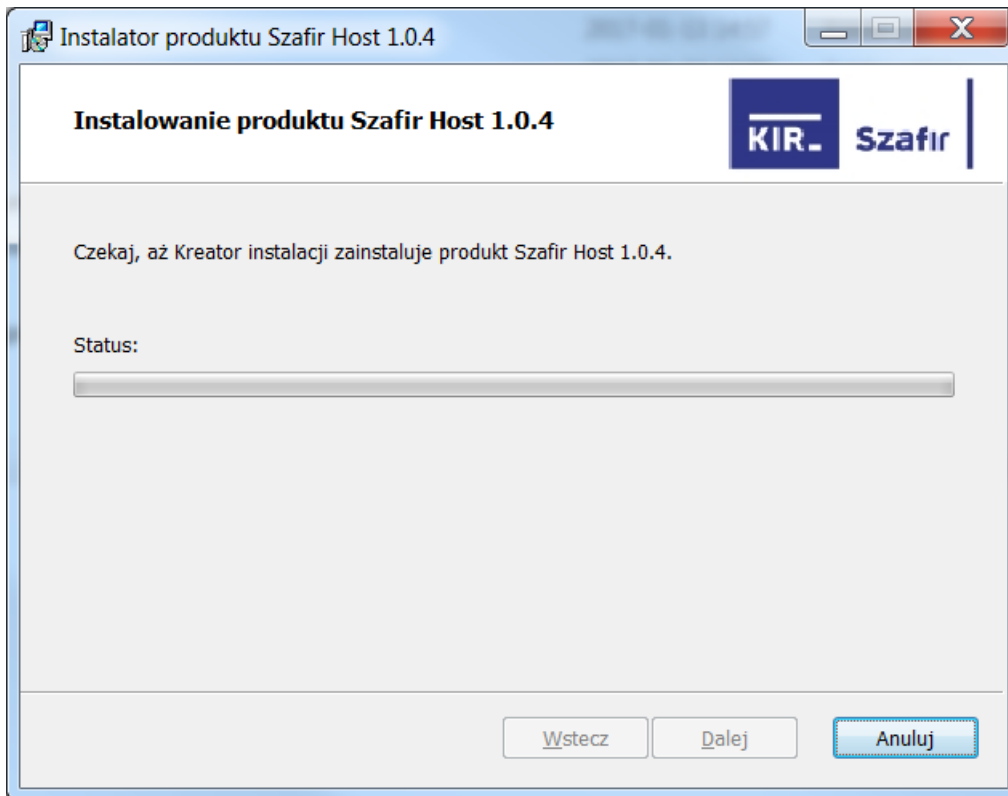 Instalator produktu Szafir Host 1.0.4
Instalowanie produktu Szafir Host 1.0.4
KIR
Szafir
Czekaj, aż Kreator instalacji zainstaluje produkt Szafir Host 1.0.4.
Status:
Wstecz
Dalej
Anuluj